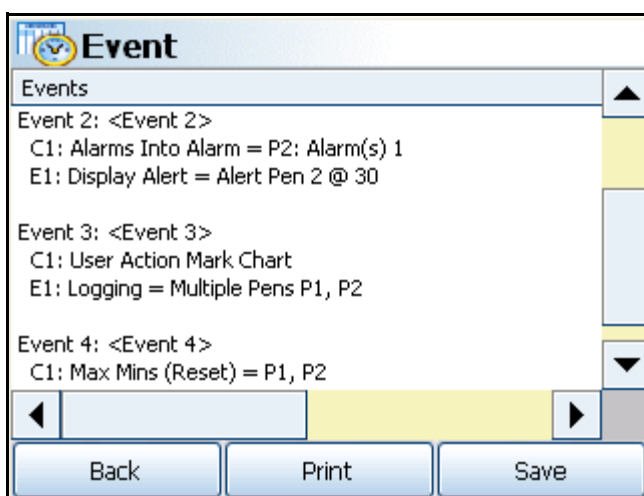 Event
Events
Event 2: <Event 2>
C1: Alarms Into Alarm = P2: Alarm(s) 1
E1: Display Alert = Alert Pen 2 @ 30
Event 3: <Event 3>
C1: User Action Mark Chart
E1: Logging = Multiple Pens P1, P2
Event 4: <Event 4>
C1: Max Mins (Reset) = P1, P2
Back Print Save